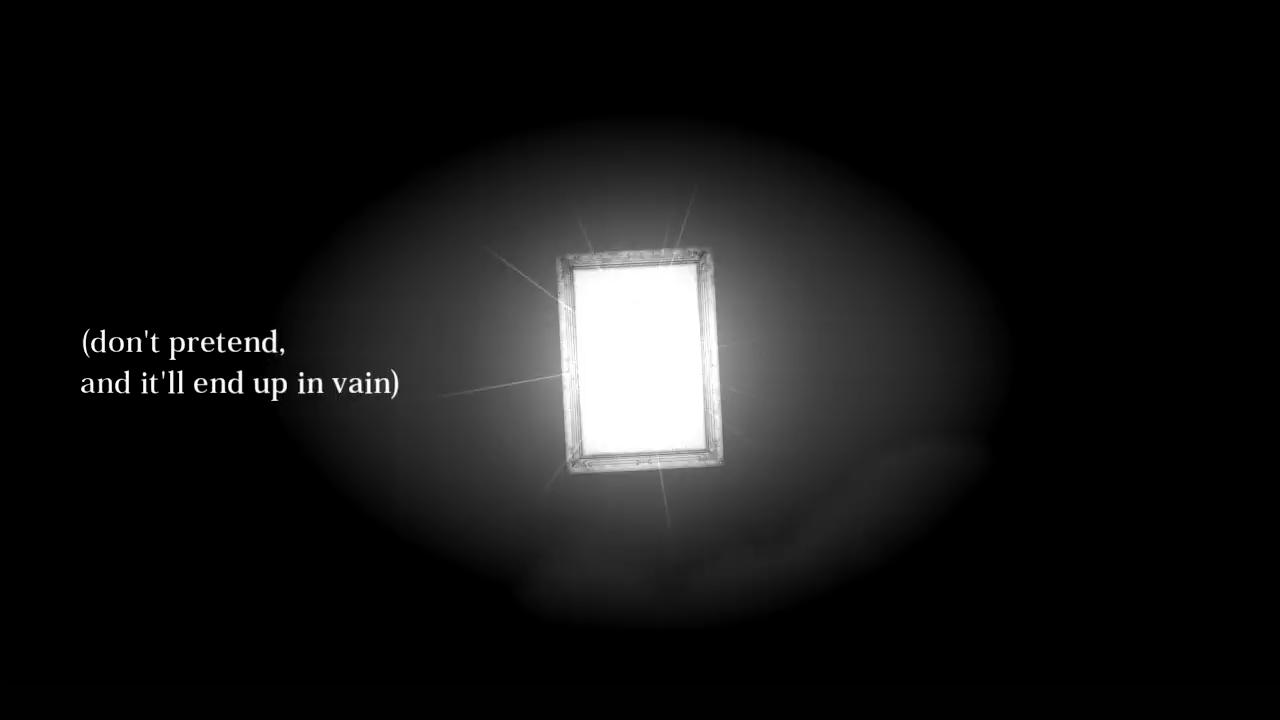 (don't pretend,
and it'll end up in vain)